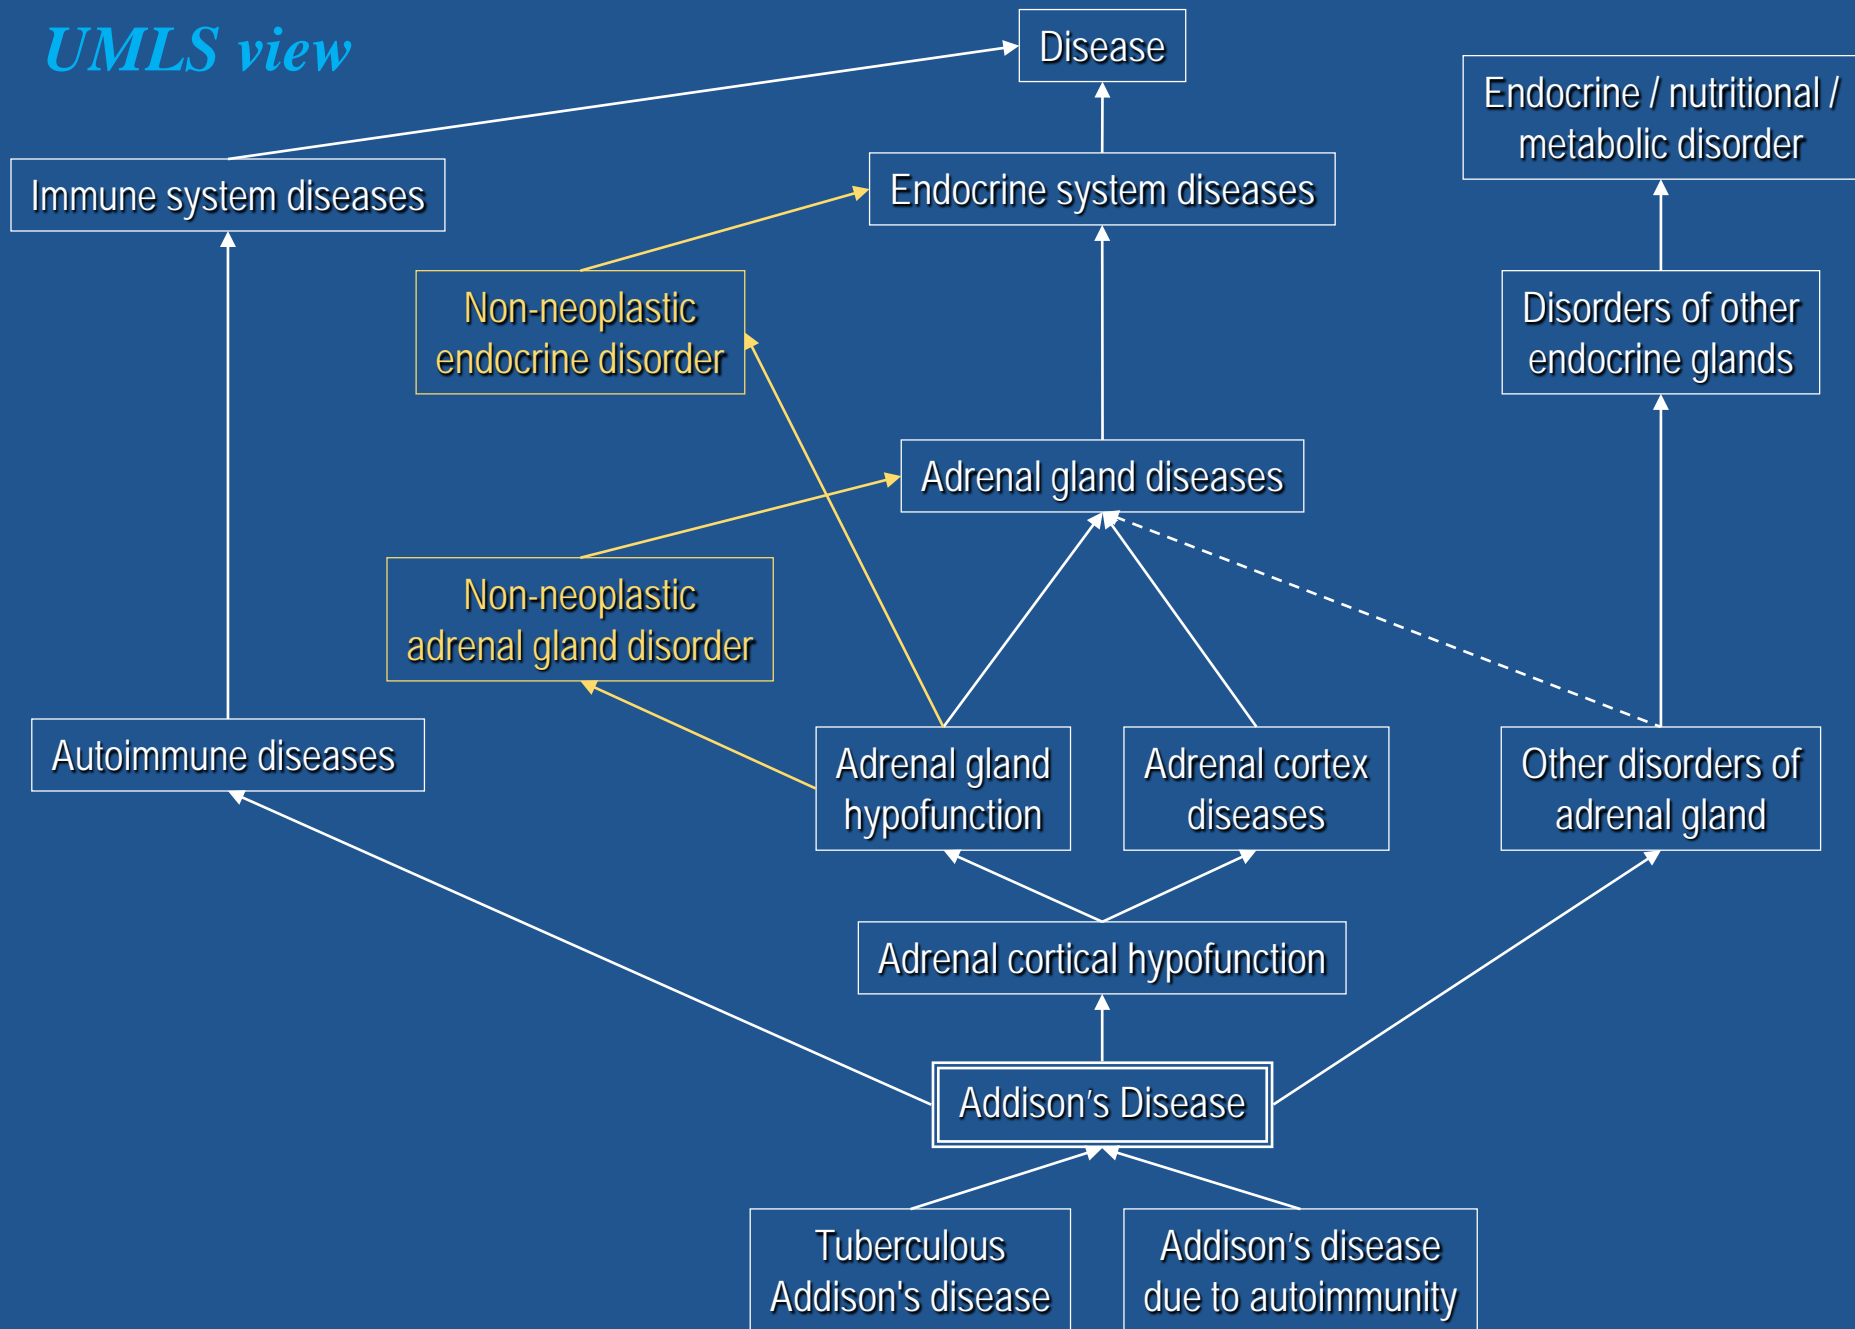 UMLS view
Disease
Endocrine / nutritional /
metabolic disorder
Immune system diseases
Endocrine system diseases
Non-neoplastic
endocrine disorder
Disorders of other
endocrine glands
Adrenal gland diseases
Non-neoplastic
adrenal gland disorder
Autoimmune diseases
Adrenal gland
hypofunction
Adrenal cortex
diseases
Other disorders of
adrenal gland
Adrenal cortical hypofunction
Addison’s Disease
Tuberculous
Addison's disease
Addison’s disease
due to autoimmunity